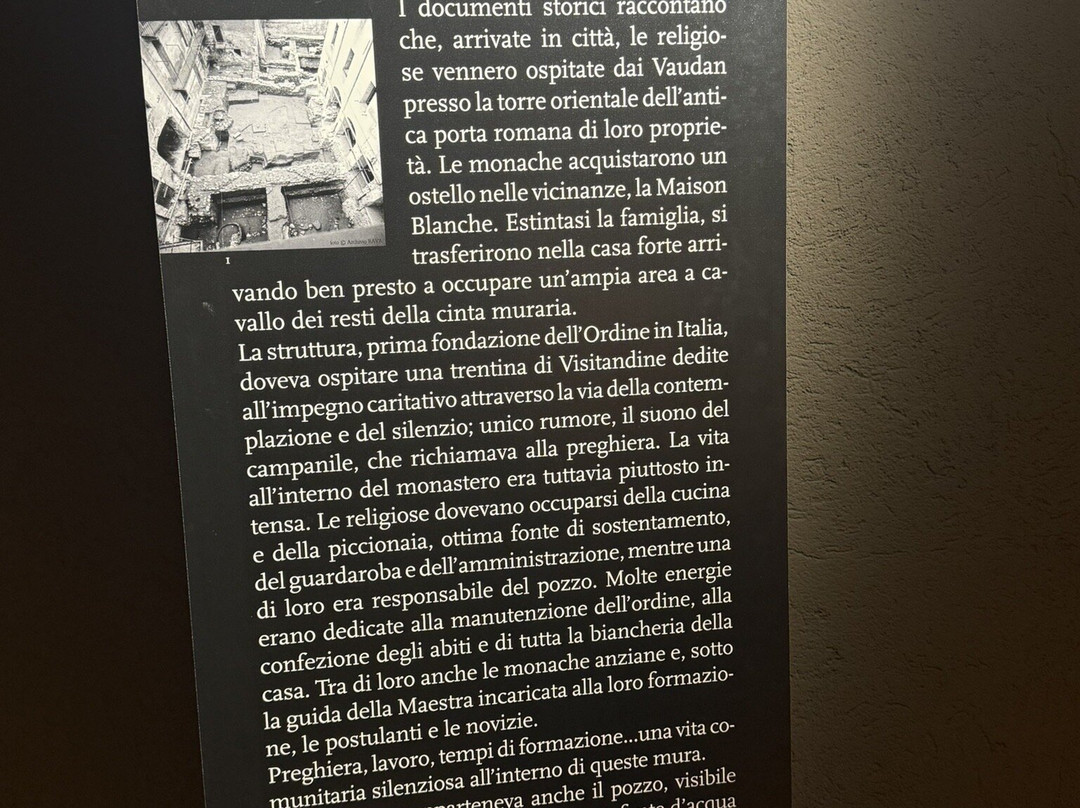 I documenti storici raccontano
che, arrivate in città, le religio-
se vennero ospitate dai Vaudan
presso la torre orientale dell'anti-
ca porta romana di loro proprie-
tà. Le monache acquistarono un
ostello nelle vicinanze, la Maison
Blanche. Estintasi la famiglia, si
trasferirono nella casa forte arri-
vando ben presto a occupare un'ampia area a ca-
vallo dei resti della cinta muraria.
La struttura, prima fondazione dell'Ordine in Italia,
doveva ospitare una trentina di Visitandine dedite
all'impegno caritativo attraverso la via della contem-
plazione e del silenzio; unico rumore, il suono del
campanile, che richiamava alla preghiera. La vita
all'interno del monastero era tuttavia piuttosto in-
tensa. Le religiose dovevano occuparsi della cucina
e della piccionaia, ottima fonte di sostentamento,
del guardaroba e dell'amministrazione, mentre una
di loro era responsabile del pozzo. Molte energie
erano dedicate alla manutenzione dell'ordine, alla
confezione degli abiti e di tutta la biancheria della
casa. Tra di loro anche le monache anziane e, sotto
la guida della Maestra incaricata alla loro formazio-
ne, le postulanti e le novizie.
Preghiera, lavoro, tempi di formazione...una vita co-
munitaria silenziosa all'interno di queste mura.
anche il pozzo, visibile
d'acqua
1